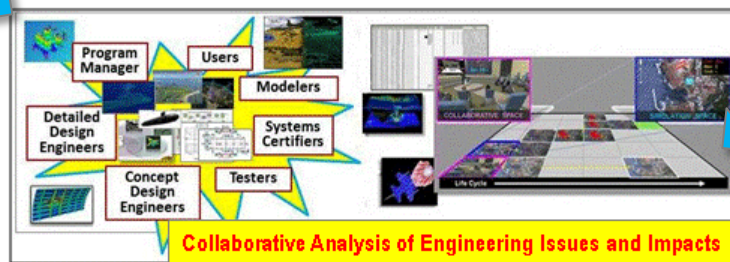 Program
Manager
Users
Modelers
Detailed
Design
Engineers
Systems
Certifiers
Concept
Design
Engineers
Testers
COLLABORATIVE SPACE
SIMULATION SPACE
Life Cycle
Collaborative Analysis of Engineering Issues and Impacts